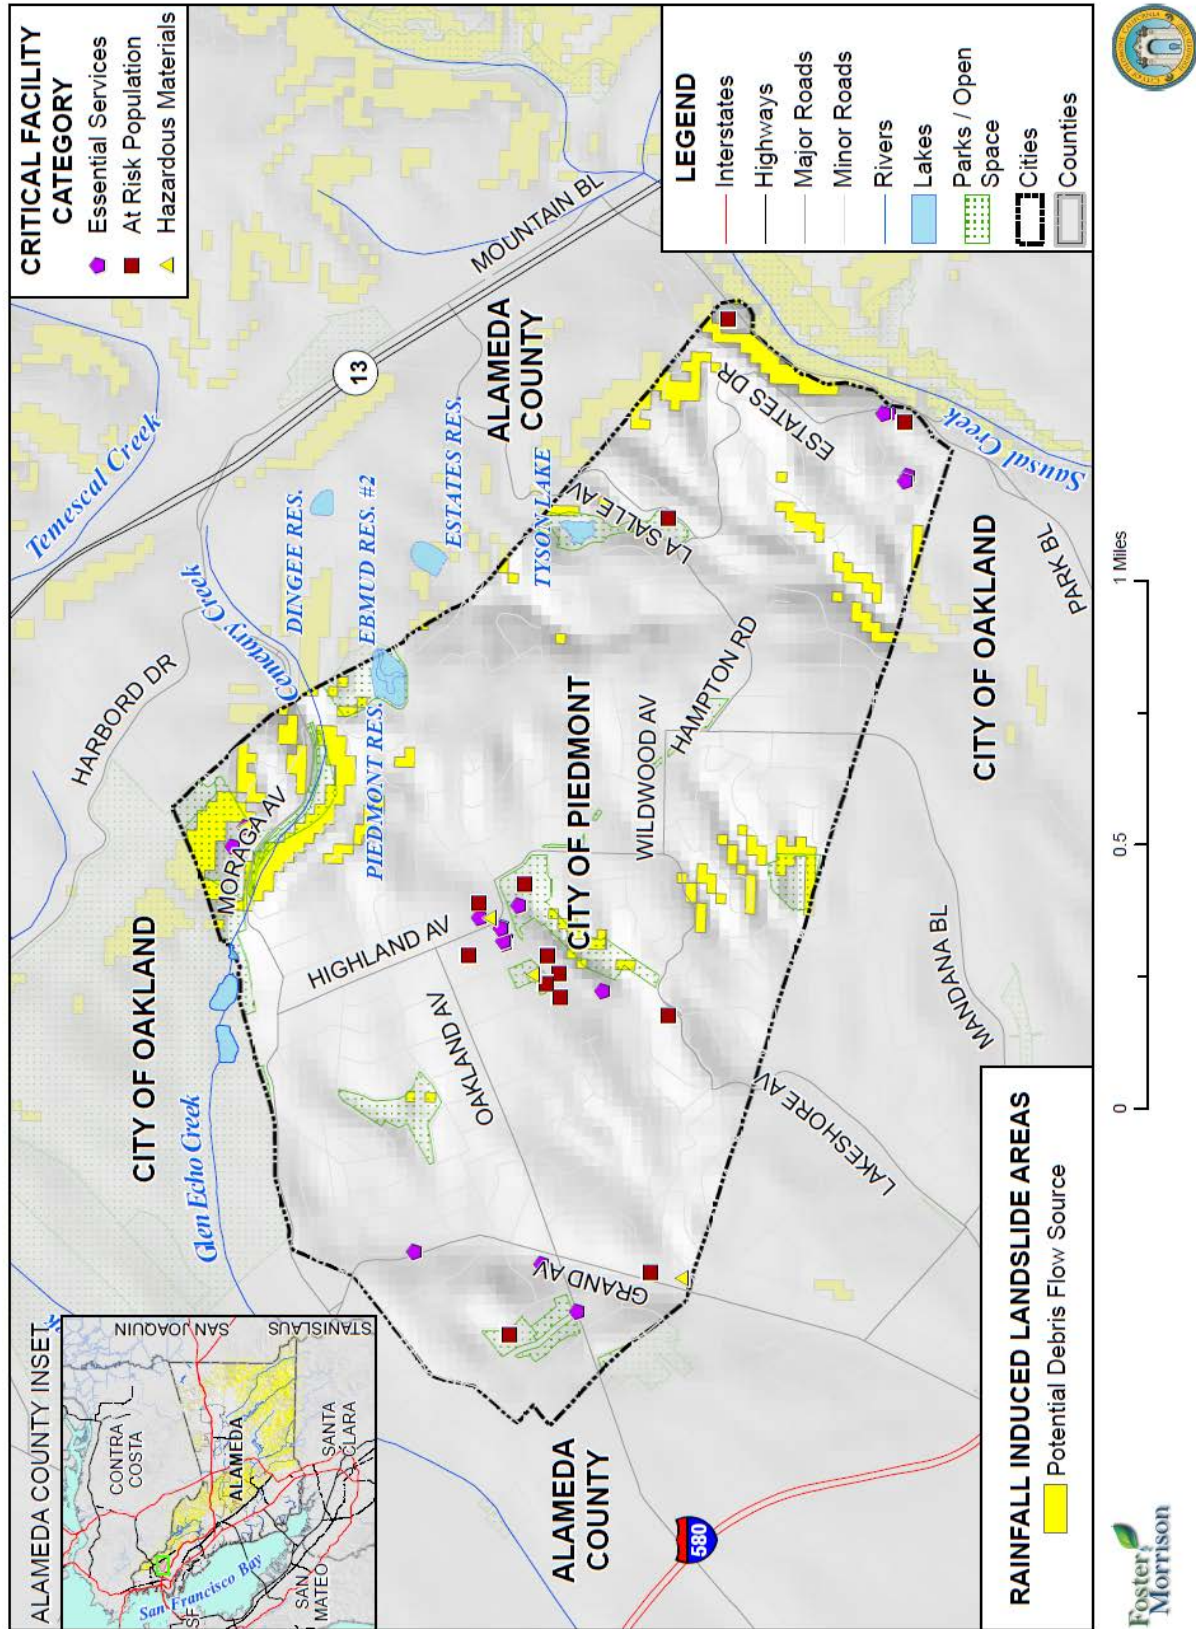 ALAMEDA COUNTY INSET
CONTRA
COSTA
SAN JOAQUIN
ALAMEDA
STANISLAUS
SF
San Francisco Bay
SAN
MATEO
SANTA
CLARA
CRITICAL FACILITY
CATEGORY
Essential Services
At Risk Population
Hazardous Materials
CITY OF OAKLAND
Glen Echo Creek
HARBORD DR
Temescal Creek
Cemetary Creek
MORAGA AV
DINGEE RES.
PIEDMONT RES.
EBMUD RES. #2
ESTATES RES.
13
MOUNTAIN BL
ALAMEDA
COUNTY
TYSON LAKE
LA SALLE AV
ESTATES DR
HIGHLAND AV
OAKLAND AV
CITY OF PIEDMONT
WILDWOOD AV
HAMPTON RD
GRAND AV
ALAMEDA
COUNTY
580
LAKESHORE AV
MANDANA BL
CITY OF OAKLAND
PARK BL
Sausal Creek
RAINFALL INDUCED LANDSLIDE AREAS
Potential Debris Flow Source
LEGEND
Interstates
Highways
Major Roads
Minor Roads
Rivers
Lakes
Parks / Open
Space
Cities
Counties
0
0.5
1 Miles
Foster
Morrison